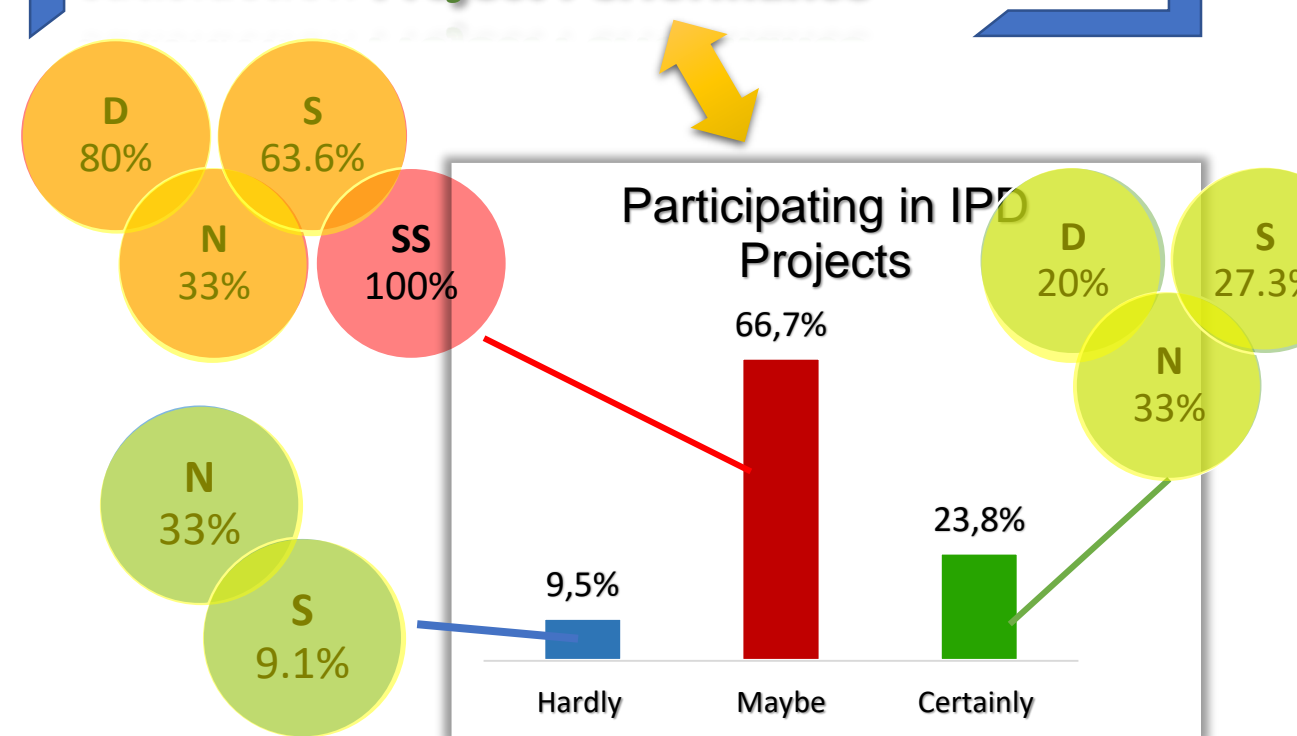 D
80%
S
63.6%
N
33%
SS
100%
Participating in IPD
Projects
D
20%
S
27.3%
N
33%
66,7%
23,8%
9,5%
N
33%
S
9.1%
Hardly
Maybe
Certainly